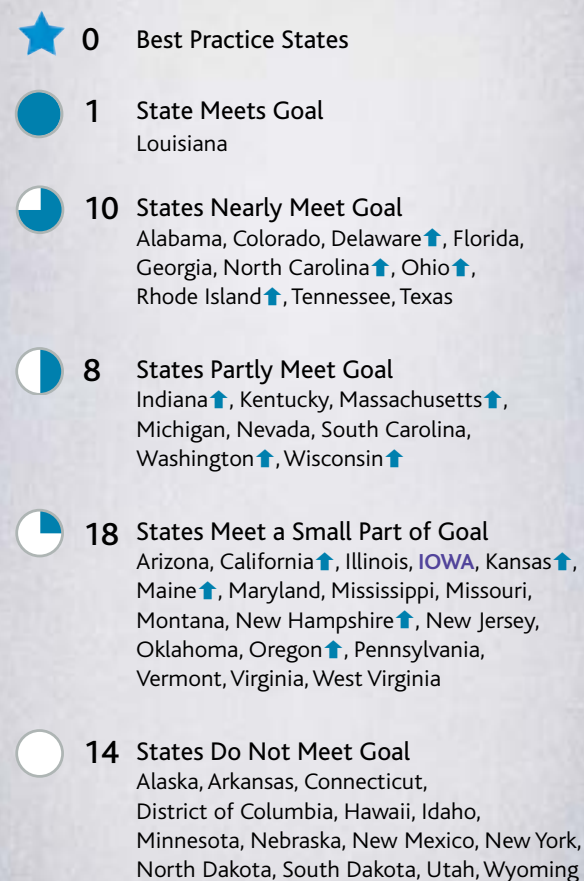 0 Best Practice States
1 State Meets Goal
Louisiana
10 States Nearly Meet Goal
Alabama, Colorado, Delaware⬆, Florida,
Georgia, North Carolina⬆, Ohio⬆,
Rhode Island⬆, Tennessee, Texas
8 States Partly Meet Goal
Indiana⬆, Kentucky, Massachusetts⬆,
Michigan, Nevada, South Carolina,
Washington⬆, Wisconsin⬆
18 States Meet a Small Part of Goal
Arizona, California⬆, Illinois, IOWA, Kansas⬆,
Maine⬆, Maryland, Mississippi, Missouri,
Montana, New Hampshire⬆, New Jersey,
Oklahoma, Oregon⬆, Pennsylvania,
Vermont, Virginia, West Virginia
14 States Do Not Meet Goal
Alaska, Arkansas, Connecticut,
District of Columbia, Hawaii, Idaho,
Minnesota, Nebraska, New Mexico, New York,
North Dakota, South Dakota, Utah, Wyoming